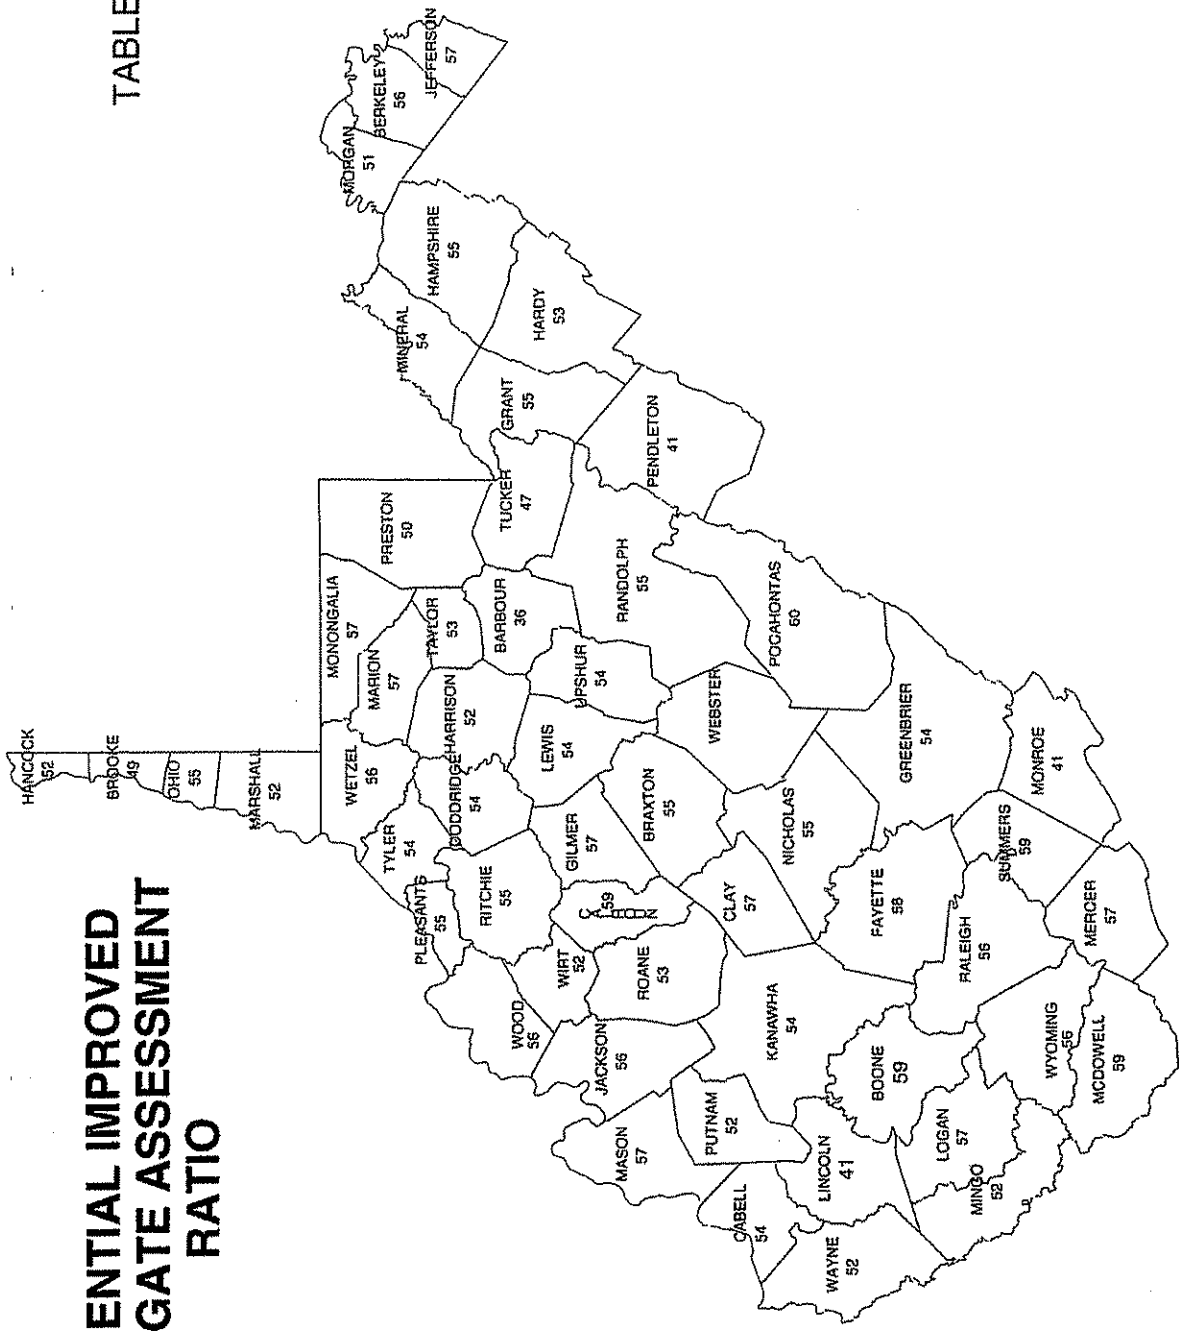 TABLE
ENTIAL IMPROVED
GATE ASSESSMENT
RATIO
HANCOCK
52
BROOKE
49
OHIO
55
MARSHALL
52
WETZEL
56
MONONGALIA
57
PRESTON
50
MARION
57
TAYLOR
53
TYLER
54
PLEASANTS
55
DODDRIDGE
54
HARRISON
52
BARBOUR
36
TUCKER
47
GRANT
55
MINERAL
54
HAMPSHIRE
55
MORGAN
51
BERKELEY
56
JEFFERSON
57
HARDY
53
PENDLETON
41
RANDOLPH
55
UPSHUR
54
LEWIS
54
GILMER
57
RITCHIE
55
WOOD
56
WIRT
52
CALHOUN
59
ROANE
53
JACKSON
56
MASON
57
PUTNAM
52
KANAWHA
54
CLAY
57
BRAXTON
55
WEBSTER
POCAHONTAS
NICHOLAS
55
GREENBRIER
54
FAYETTE
MONROE
41
SUMMERS
59
MERCER
57
RALEIGH
56
BOONE
59
LINCOLN
41
CABELL
54
WAYNE
52
LOGAN
57
MINGO
52
WYOMING
MCDOWELL
59